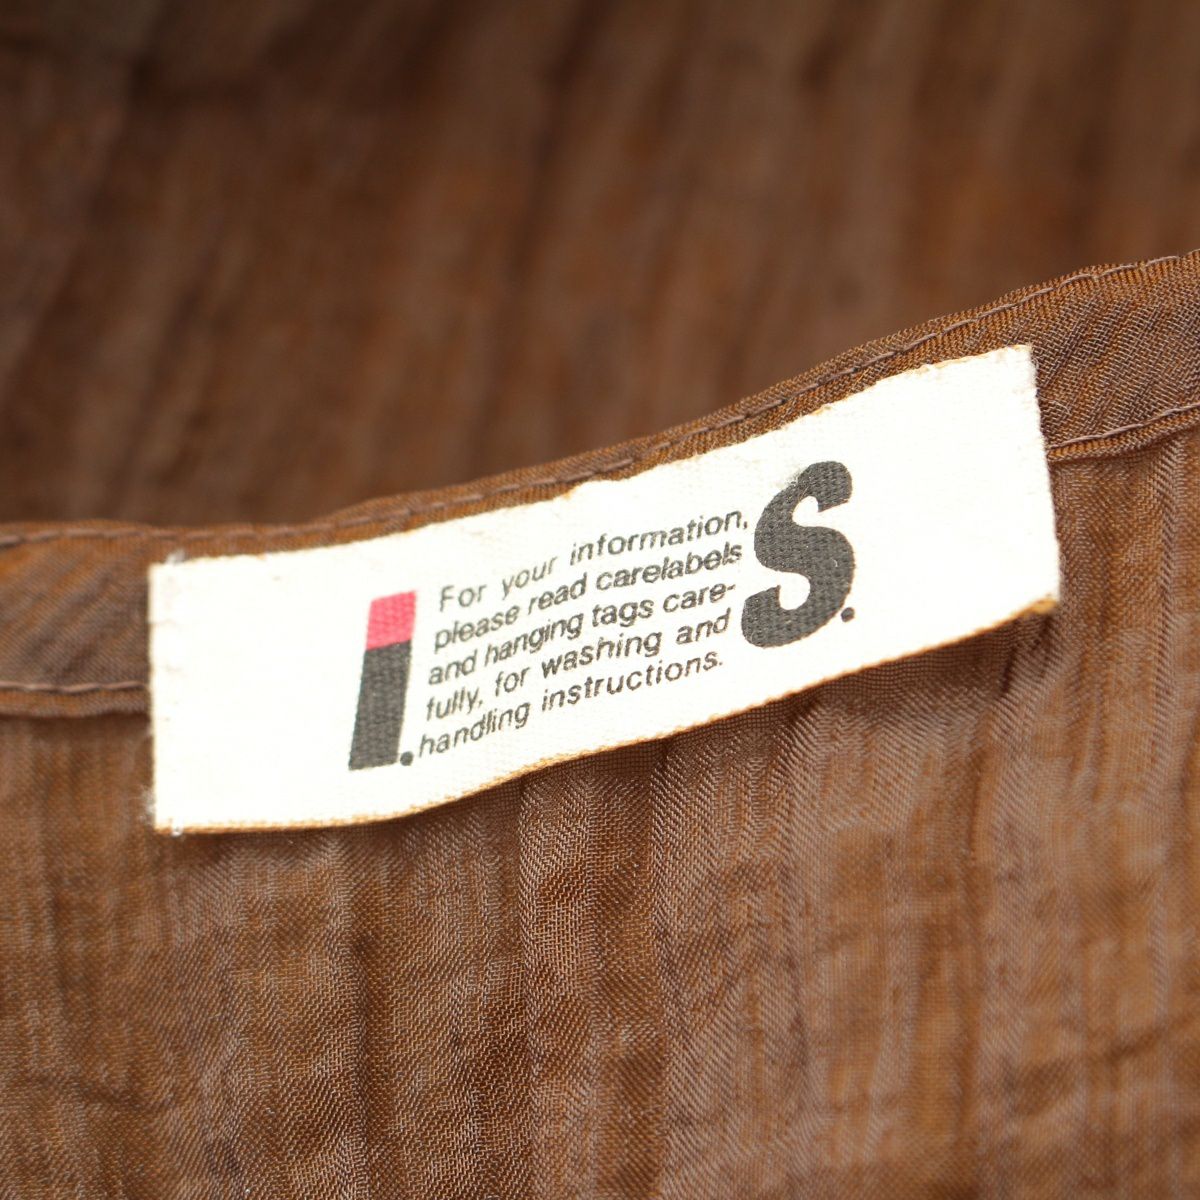 I. S.
For your information,
please read carelabels
and hanging tags care-
fully, for washing and
handling instructions.